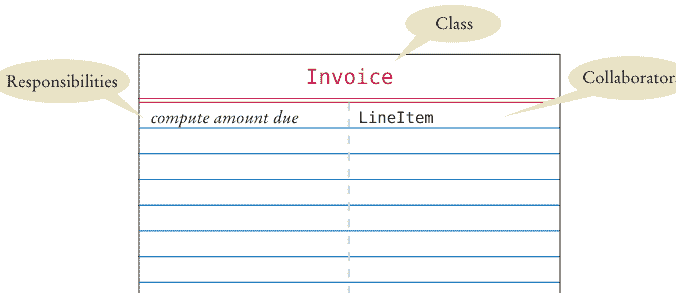 Class
Invoice
Responsibilities
Collaborators
compute amount due
LineItem